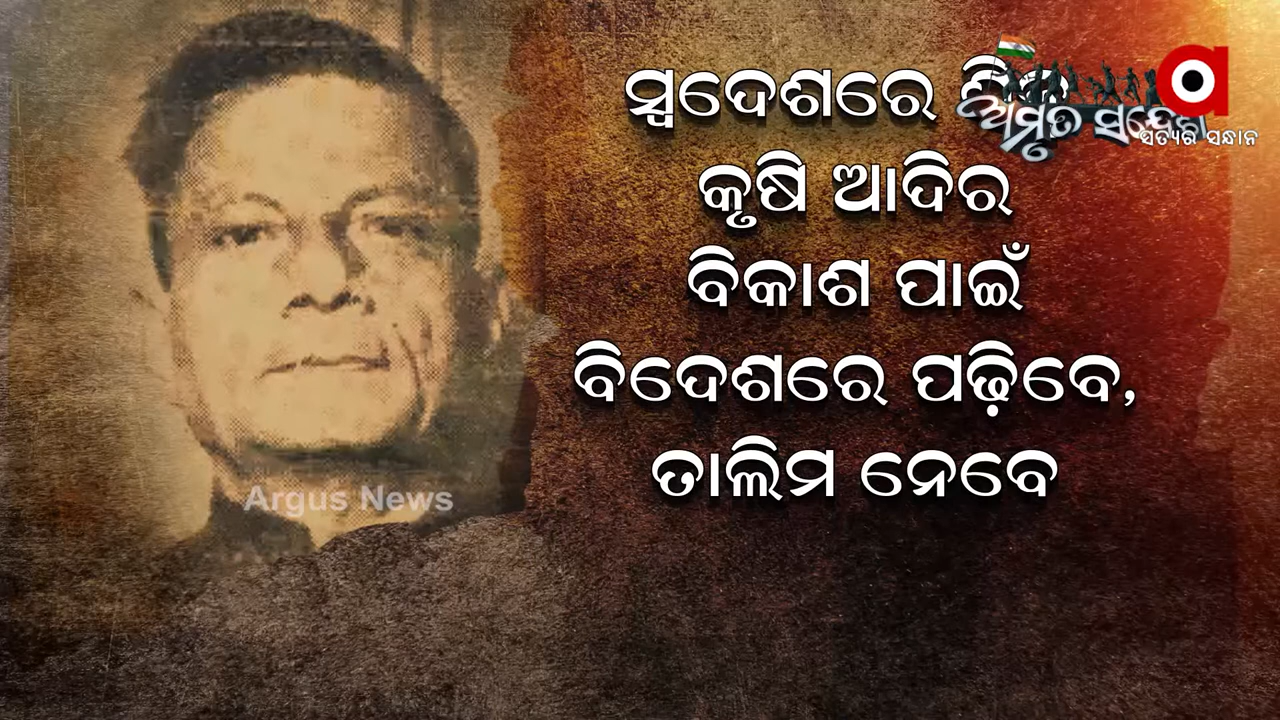 ସ୍ୱଦେଶରେ
କୃଷି ଆଦିର
ବିକାଶ ପାଇଁ
ବିଦେଶରେ ପଢ଼ିବେ,
ତାଲିମ ନେବେ
ଅମୃତ ସନ୍ଦେଶ
ସତ୍ୟର ସନ୍ଧାନ
Argus News